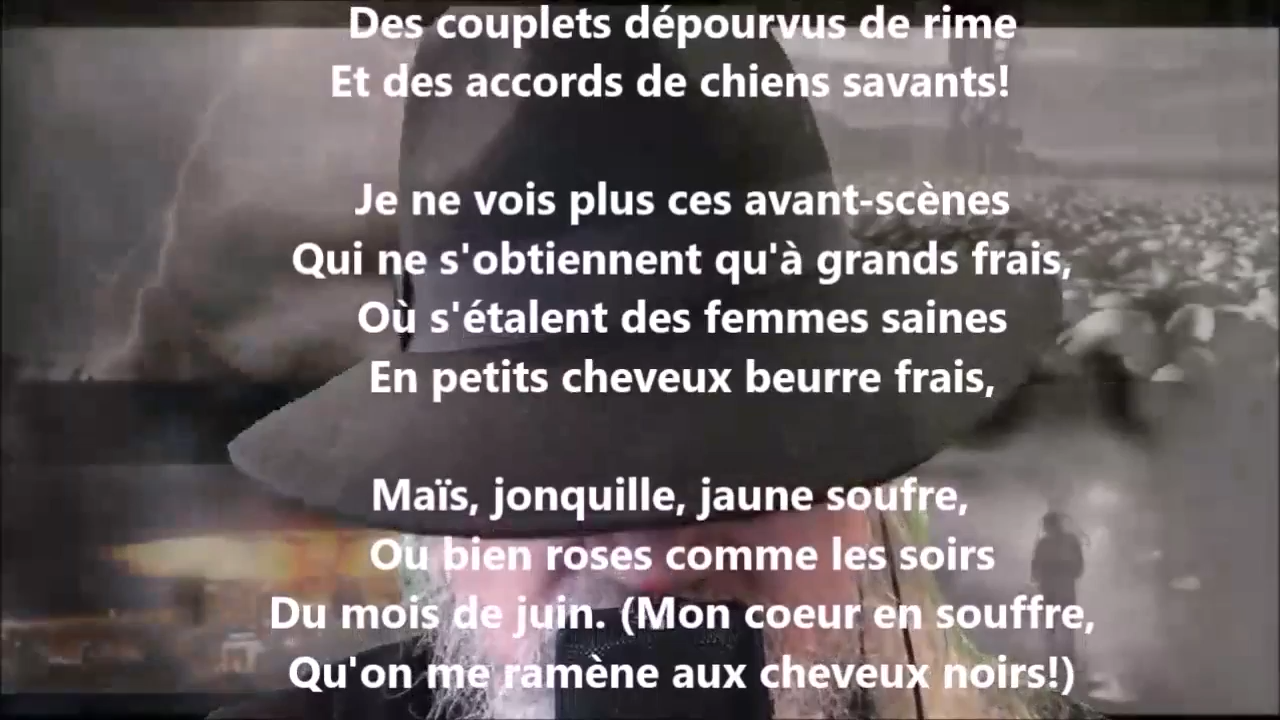 Des couplets dépourvus de rime
Et des accords de chiens savants!
Je ne vois plus ces avant-scènes
Qui ne s'obtiennent qu'à grands frais,
Où s'étalent des femmes saines
En petits cheveux beurre frais,
Maïs, jonquille, jaune soufre,
Ou bien roses comme les soirs
Du mois de juin. (Mon coeur en souffre,
Qu'on me ramène aux cheveux noirs!)